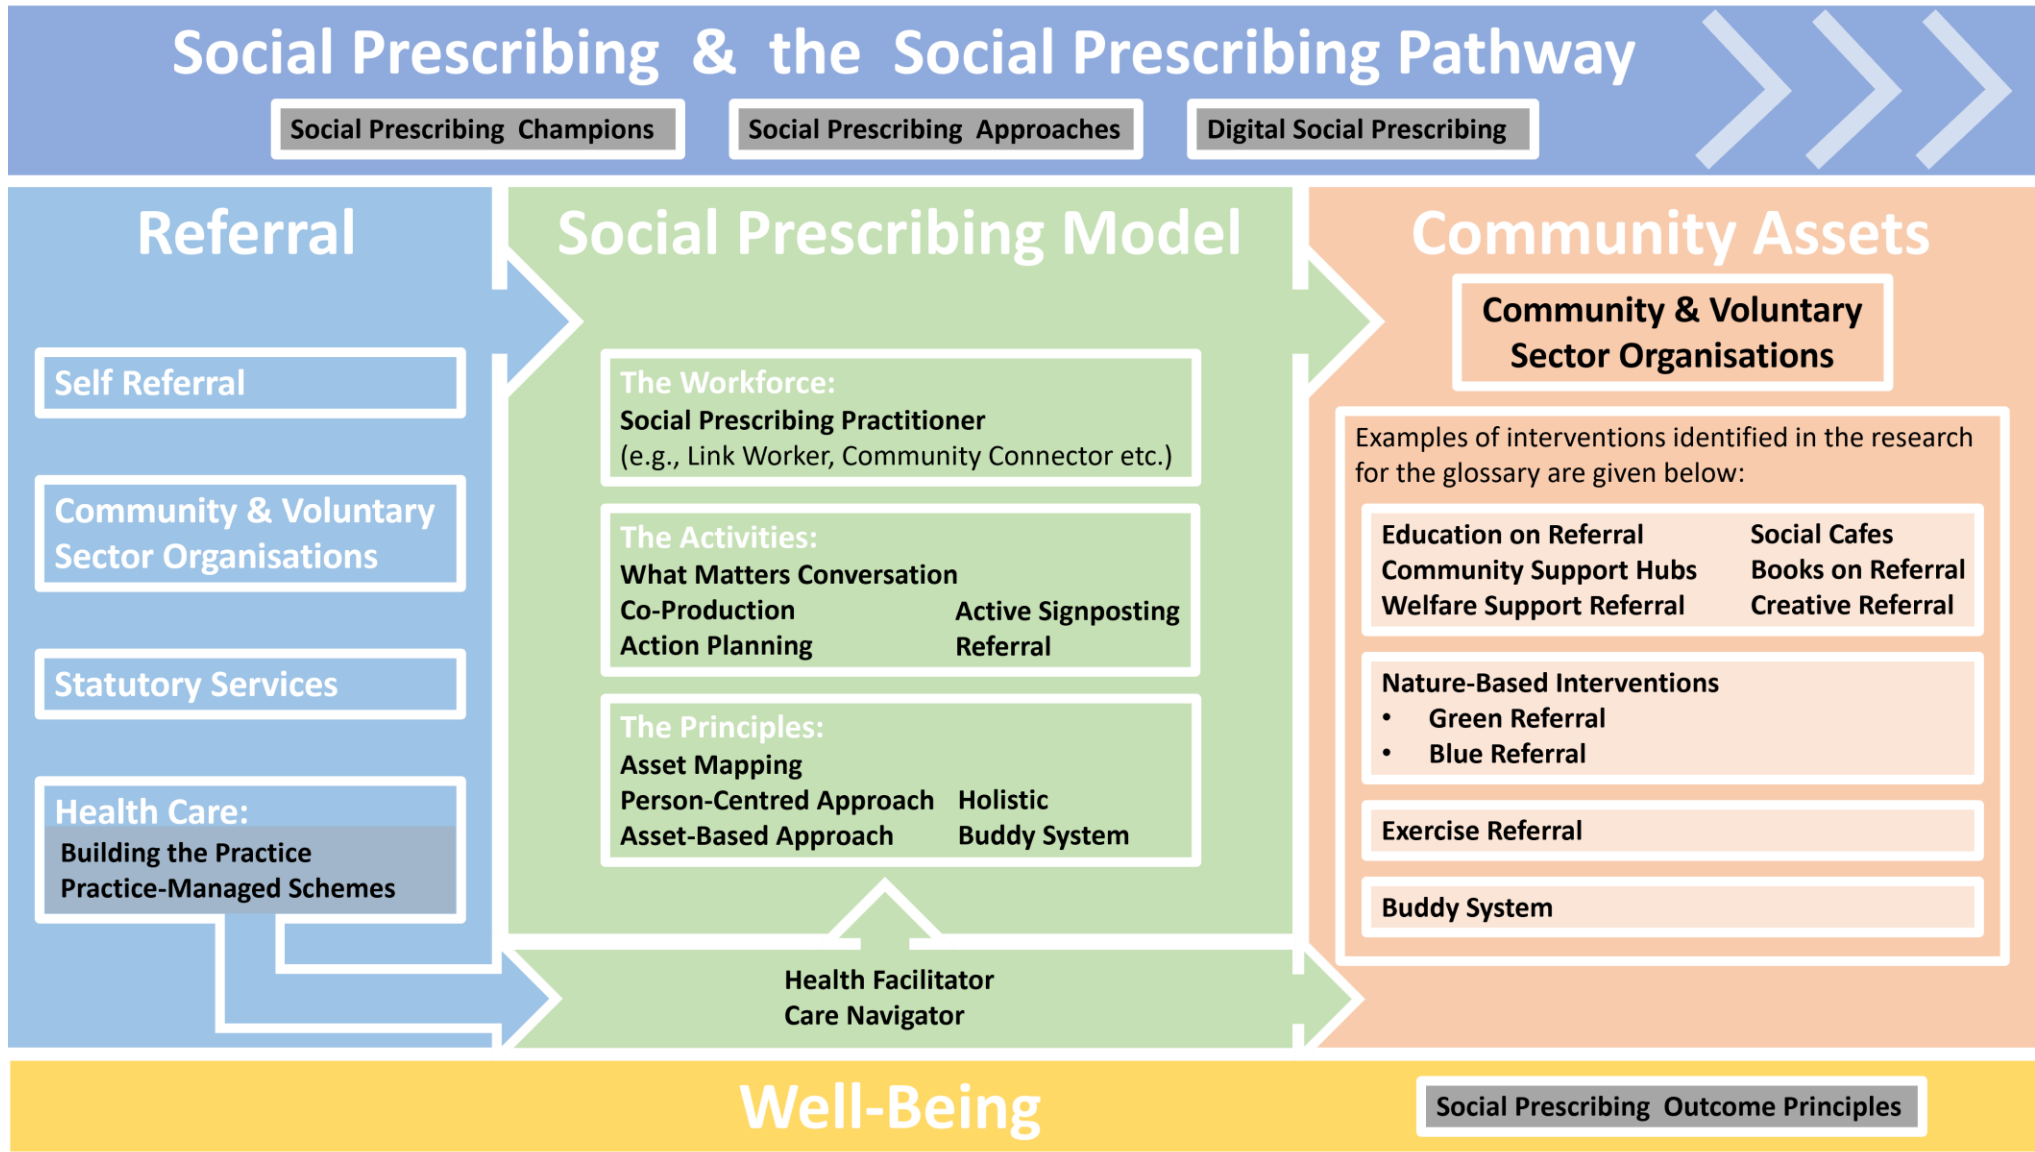 Social Prescribing & the Social Prescribing Pathway
Social Prescribing Champions
Social Prescribing Approaches
Digital Social Prescribing
Referral
Self Referral
Community & Voluntary
Sector Organisations
Statutory Services
Health Care:
Building the Practice
Practice-Managed Schemes
Social Prescribing Model
The Workforce:
Social Prescribing Practitioner
(e.g., Link Worker, Community Connector etc.)
The Activities:
What Matters Conversation
Co-Production
Active Signposting
Action Planning
Referral
The Principles:
Asset Mapping
Person-Centred Approach
Holistic
Asset-Based Approach
Buddy System
Health Facilitator
Care Navigator
Community Assets
Community & Voluntary
Sector Organisations
Examples of interventions identified in the research
for the glossary are given below:
Education on Referral
Social Cafes
Community Support Hubs
Books on Referral
Welfare Support Referral
Creative Referral
Nature-Based Interventions
• Green Referral
• Blue Referral
Exercise Referral
Buddy System
Well-Being
Social Prescribing Outcome Principles